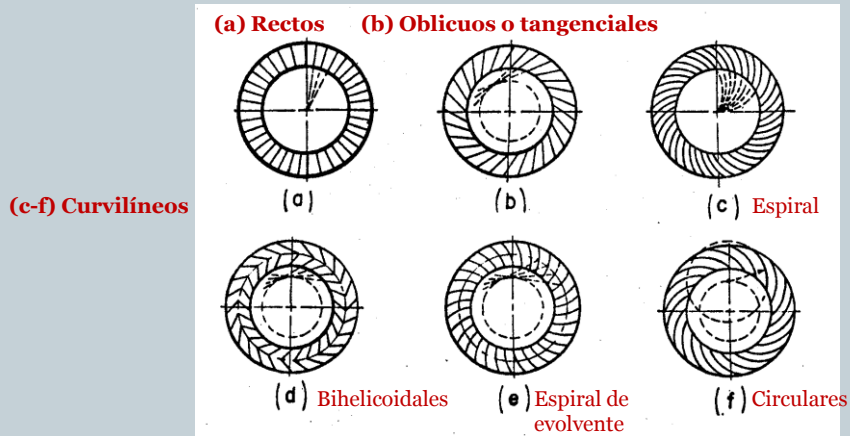 (a) Rectos
(b) Oblicuos o tangenciales
(a)
(b)
(c) Espiral
(c-f) Curvilíneos
(d) Bihelicoidales
(e) Espiral de
evolvente
(f) Circulares